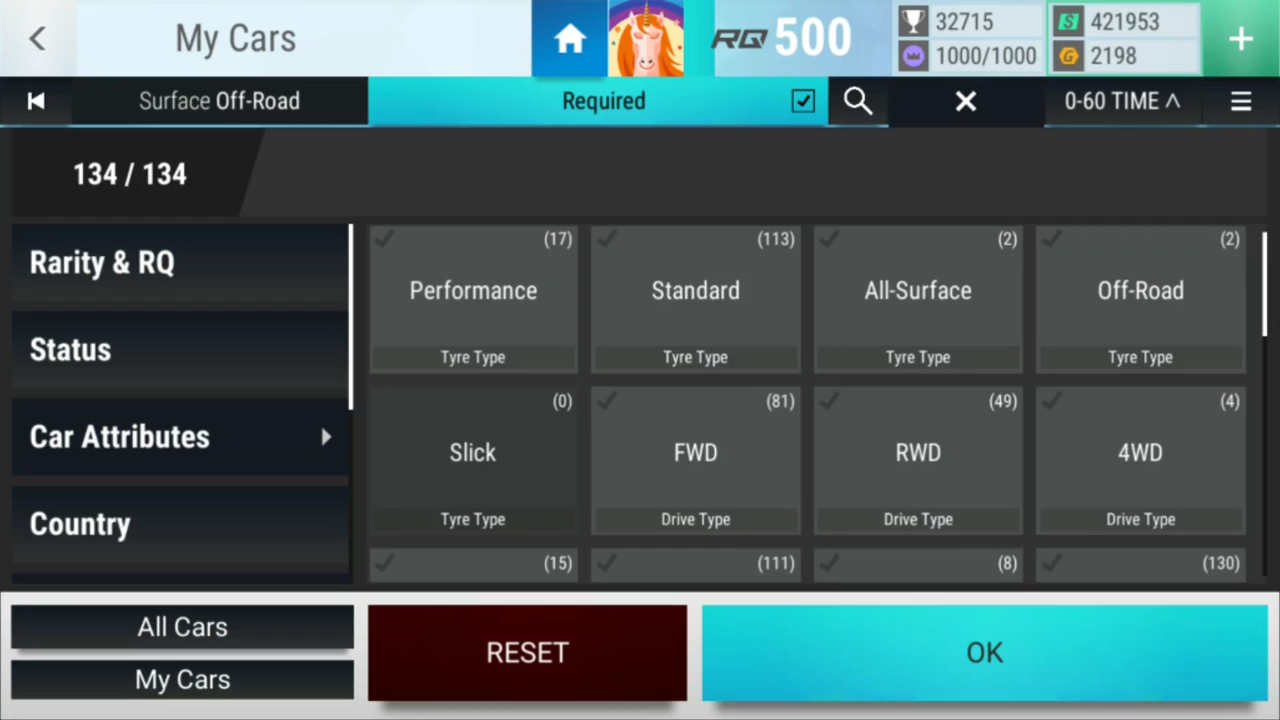 My Cars
RQ 500
32715
1000/1000
421953
2198
+
Surface Off-Road
Required
0-60 TIME
134 / 134
Rarity & RQ
Status
Car Attributes
Country
(17)
Performance
Tyre Type
(113)
Standard
Tyre Type
(2)
All-Surface
Tyre Type
(2)
Off-Road
Tyre Type
(0)
Slick
Tyre Type
(81)
FWD
Drive Type
(49)
RWD
Drive Type
(4)
4WD
Drive Type
(15)
(111)
(8)
(130)
All Cars
My Cars
RESET
OK